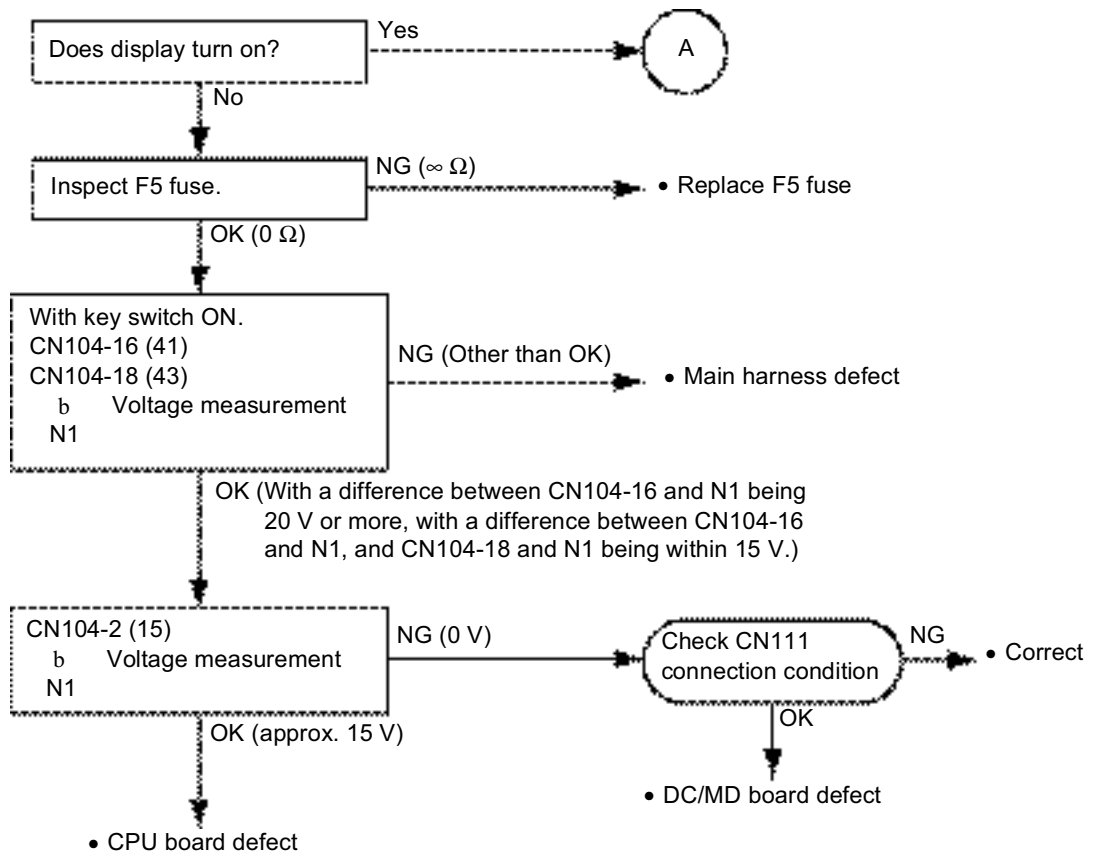 Does display turn on?
Yes
A
No
Inspect F5 fuse.
NG (∞ Ω)
• Replace F5 fuse
OK (0 Ω)
With key switch ON.
CN104-16 (41)
CN104-18 (43)
b Voltage measurement
N1
NG (Other than OK)
• Main harness defect
OK (With a difference between CN104-16 and N1 being
20 V or more, with a difference between CN104-16
and N1, and CN104-18 and N1 being within 15 V.)
CN104-2 (15)
b Voltage measurement
N1
NG (0 V)
Check CN111
connection condition
NG
• Correct
OK
• DC/MD board defect
OK (approx. 15 V)
• CPU board defect